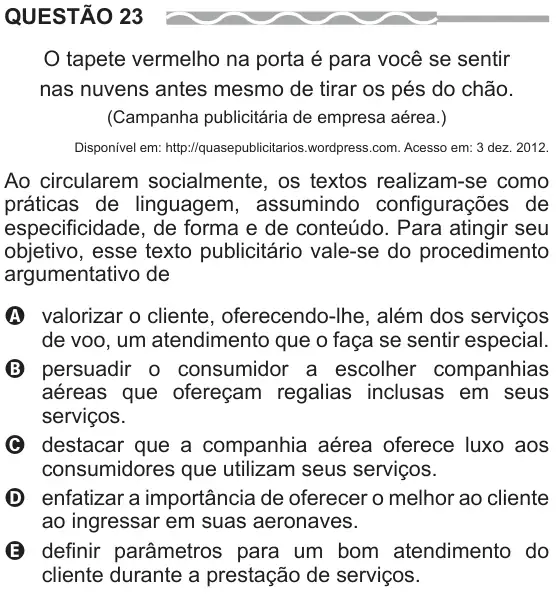 QUESTÃO 23
O tapete vermelho na porta é para você se sentir
nas nuvens antes mesmo de tirar os pés do chão.
(Campanha publicitária de empresa aérea.)
Disponível em: http://quasepublicitarios.wordpress.com. Acesso em: 3 dez. 2012.
Ao circularem socialmente, os textos realizam-se como
práticas de linguagem, assumindo configurações de
especificidade, de forma e de conteúdo. Para atingir seu
objetivo, esse texto publicitário vale-se do procedimento
argumentativo de
A valorizar o cliente, oferecendo-lhe, além dos serviços
de voo, um atendimento que o faça se sentir especial.
B persuadir o consumidor a escolher companhias
aéreas que ofereçam regalias inclusas em seus
serviços.
C destacar que a companhia aérea oferece luxo aos
consumidores que utilizam seus serviços.
D enfatizar a importância de oferecer o melhor ao cliente
ao ingressar em suas aeronaves.
E definir parâmetros para um bom atendimento do
cliente durante a prestação de serviços.